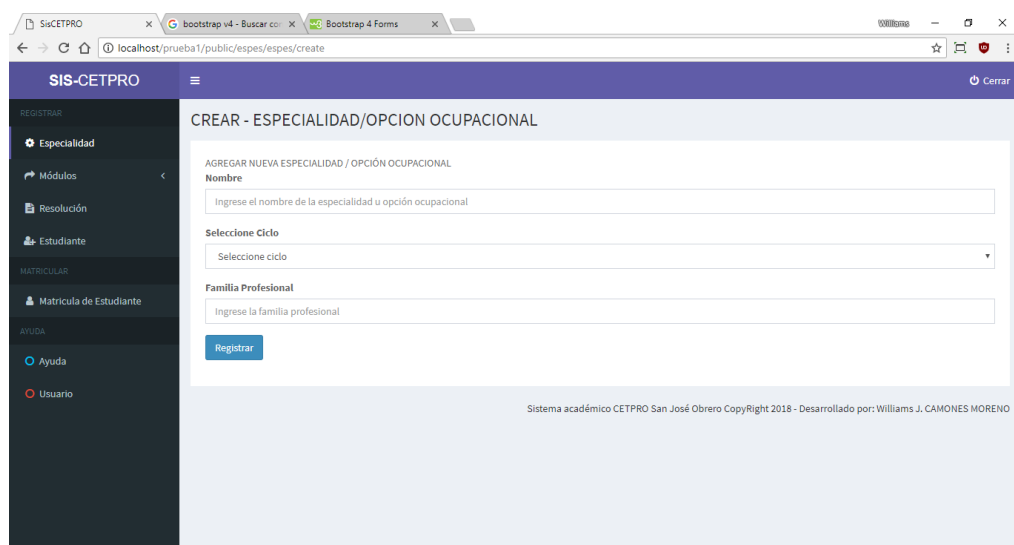 SisCETPRO
bootstrap v4 - Buscar con
Bootstrap 4 Forms
Williams
localhost/prueba1/public/espes/espes/create
SIS-CETPRO
Cerrar
REGISTRAR
Especialidad
Módulos
Resolución
Estudiante
MATRICULAR
Matricula de Estudiante
AYUDA
Ayuda
Usuario
CREAR - ESPECIALIDAD/OPCION OCUPACIONAL
AGREGAR NUEVA ESPECIALIDAD / OPCIÓN OCUPACIONAL
Nombre
Ingrese el nombre de la especialidad u opción ocupacional
Seleccione Ciclo
Seleccione ciclo
Familia Profesional
Ingrese la familia profesional
Registrar
Sistema académico CETPRO San José Obrero CopyRight 2018 - Desarrollado por: Williams J. CAMONES MORENO